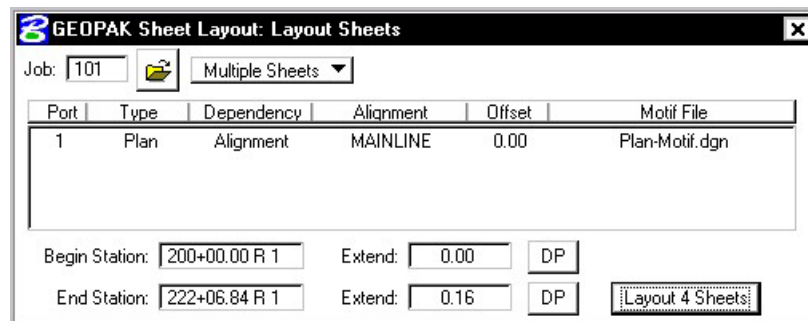 GEOPAK Sheet Layout: Layout Sheets
Job: 101 Multiple Sheets
Port Type Dependency Alignment Offset Motif File
1 Plan Alignment MAINLINE 0.00 Plan-Motif.dgn
Begin Station: 200+00.00 R 1 Extend: 0.00 DP
End Station: 222+06.84 R 1 Extend: 0.16 DP Layout 4 Sheets